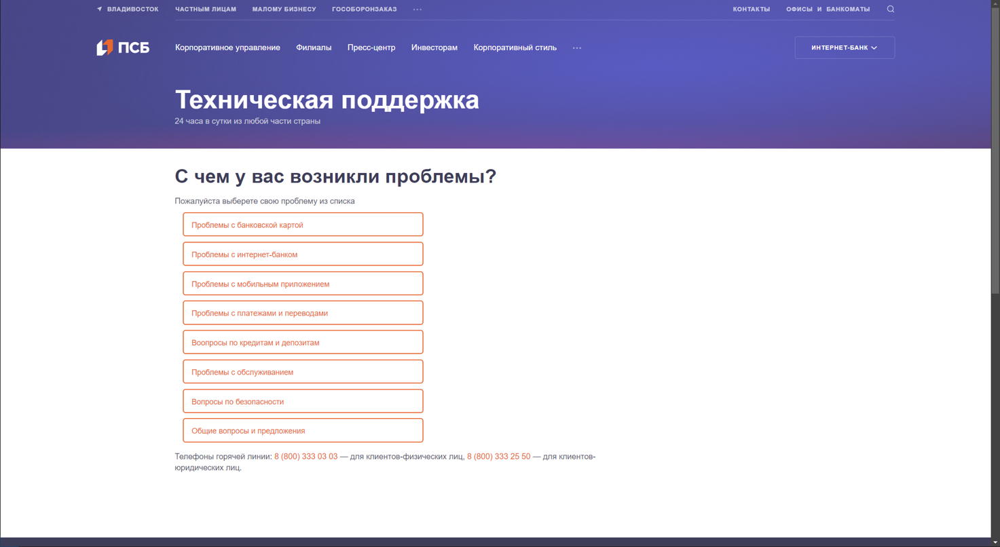 ВЛАДИВОСТОК ЧАСТНЫМ ЛИЦАМ МАЛОМУ БИЗНЕСУ ГОСОБОРОНЗАКАЗ ... КОНТАКТЫ ОФИСЫ И БАНКОМАТЫ
ПСБ Корпоративное управление Филиалы Пресс-центр Инвесторам Корпоративный стиль ... ИНТЕРНЕТ-БАНК
Техническая поддержка
24 часа в сутки из любой части страны
С чем у вас возникли проблемы?
Пожалуйста выберете свою проблему из списка
Проблемы с банковской картой
Проблемы с интернет-банком
Проблемы с мобильным приложением
Проблемы с платежами и переводами
Воопросы по кредитам и депозитам
Проблемы с обслуживанием
Вопросы по безопасности
Общие вопросы и предложения
Телефоны горячей линии: 8 (800) 333 03 03 — для клиентов-физических лиц, 8 (800) 333 25 50 — для клиентов-
юридических лиц.